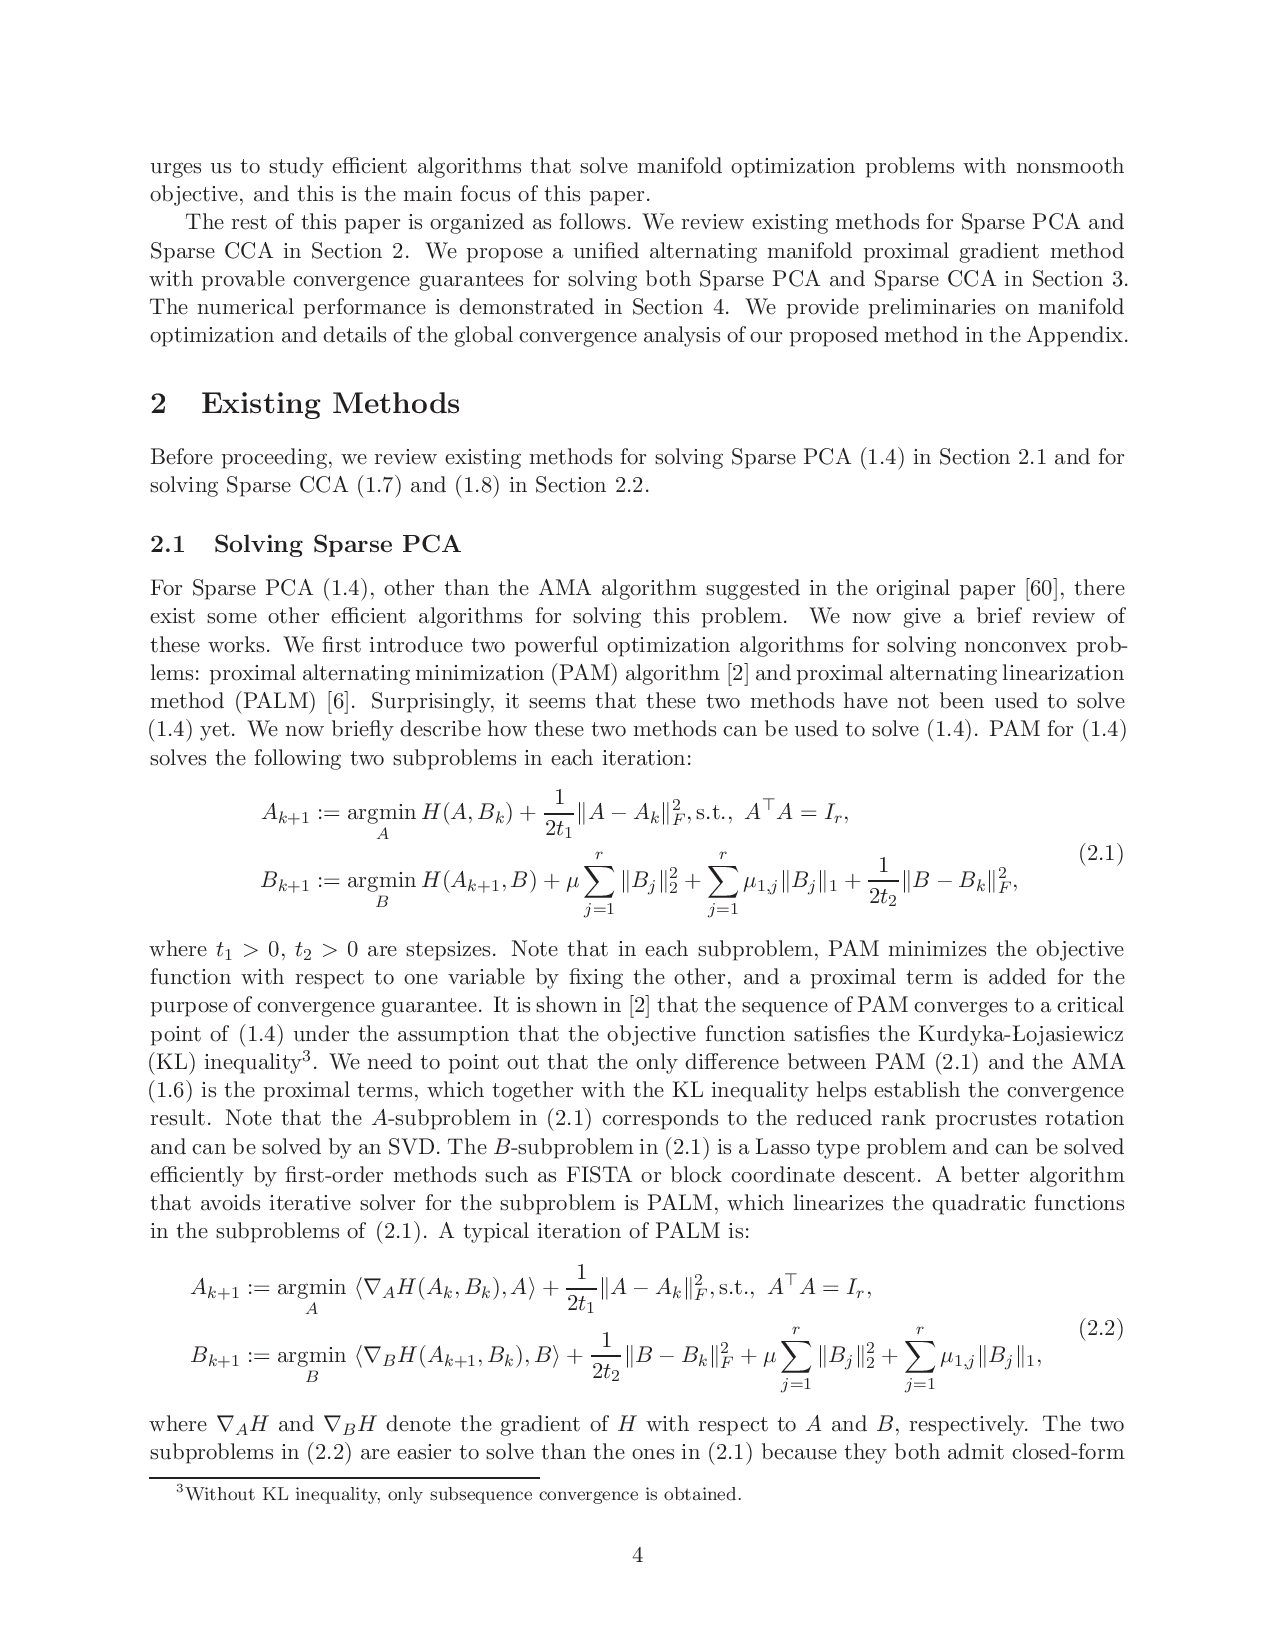 urges us to study efficient algorithms that solve manifold optimization problems with nonsmooth
objective, and this is the main focus of this paper.
The rest of this paper is organized as follows. We review existing methods for Sparse PCA and
Sparse CCA in Section 2. We propose a unified alternating manifold proximal gradient method
with provable convergence guarantees for solving both Sparse PCA and Sparse CCA in Section 3.
The numerical performance is demonstrated in Section 4. We provide preliminaries on manifold
optimization and details of the global convergence analysis of our proposed method in the Appendix.
2 Existing Methods
Before proceeding, we review existing methods for solving Sparse PCA (1.4) in Section 2.1 and for
solving Sparse CCA (1.7) and (1.8) in Section 2.2.
2.1 Solving Sparse PCA
For Sparse PCA (1.4), other than the AMA algorithm suggested in the original paper [60], there
exist some other efficient algorithms for solving this problem. We now give a brief review of
these works. We first introduce two powerful optimization algorithms for solving nonconvex prob-
lems: proximal alternating minimization (PAM) algorithm [2] and proximal alternating linearization
method (PALM) [6]. Surprisingly, it seems that these two methods have not been used to solve
(1.4) yet. We now briefly describe how these two methods can be used to solve (1.4). PAM for (1.4)
solves the following two subproblems in each iteration:
$A_{k+1} := \operatorname{argmin}_{A} H(A, B_k) + \frac{1}{2t_1}\|A - A_k\|_F^2, \text{s.t., } A^\top A = I_r,$
$B_{k+1} := \operatorname{argmin}_{B} H(A_{k+1}, B) + \mu \sum_{j=1}^{r} \|B_j\|_2^2 + \sum_{j=1}^{r} \mu_{1,j}\|B_j\|_1 + \frac{1}{2t_2}\|B - B_k\|_F^2,$ (2.1)
where $t_1 > 0$, $t_2 > 0$ are stepsizes. Note that in each subproblem, PAM minimizes the objective
function with respect to one variable by fixing the other, and a proximal term is added for the
purpose of convergence guarantee. It is shown in [2] that the sequence of PAM converges to a critical
point of (1.4) under the assumption that the objective function satisfies the Kurdyka-Łojasiewicz
(KL) inequality³. We need to point out that the only difference between PAM (2.1) and the AMA
(1.6) is the proximal terms, which together with the KL inequality helps establish the convergence
result. Note that the $A$-subproblem in (2.1) corresponds to the reduced rank procrustes rotation
and can be solved by an SVD. The $B$-subproblem in (2.1) is a Lasso type problem and can be solved
efficiently by first-order methods such as FISTA or block coordinate descent. A better algorithm
that avoids iterative solver for the subproblem is PALM, which linearizes the quadratic functions
in the subproblems of (2.1). A typical iteration of PALM is:
$A_{k+1} := \operatorname{argmin}_{A} \langle \nabla_A H(A_k, B_k), A \rangle + \frac{1}{2t_1}\|A - A_k\|_F^2, \text{s.t., } A^\top A = I_r,$
$B_{k+1} := \operatorname{argmin}_{B} \langle \nabla_B H(A_{k+1}, B_k), B \rangle + \frac{1}{2t_2}\|B - B_k\|_F^2 + \mu \sum_{j=1}^{r} \|B_j\|_2^2 + \sum_{j=1}^{r} \mu_{1,j}\|B_j\|_1,$ (2.2)
where $\nabla_A H$ and $\nabla_B H$ denote the gradient of $H$ with respect to $A$ and $B$, respectively. The two
subproblems in (2.2) are easier to solve than the ones in (2.1) because they both admit closed-form
³Without KL inequality, only subsequence convergence is obtained.
4